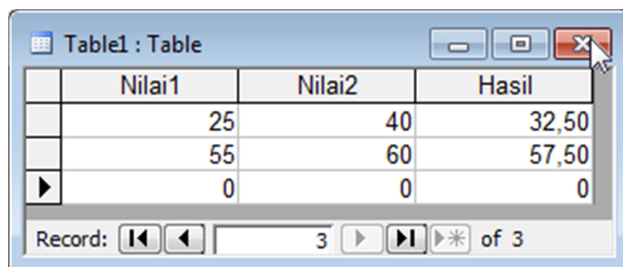 Table1 : Table
Nilai1 Nilai2 Hasil
25 40 32,50
55 60 57,50
0 0 0
Record: 3 of 3